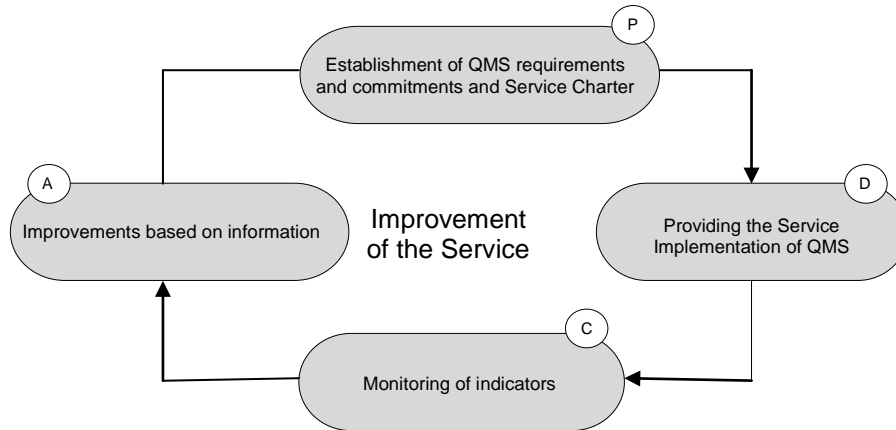 P
Establishment of QMS requirements
and commitments and Service Charter
A
D
Improvements based on information
Improvement
of the Service
Providing the Service
Implementation of QMS
C
Monitoring of indicators